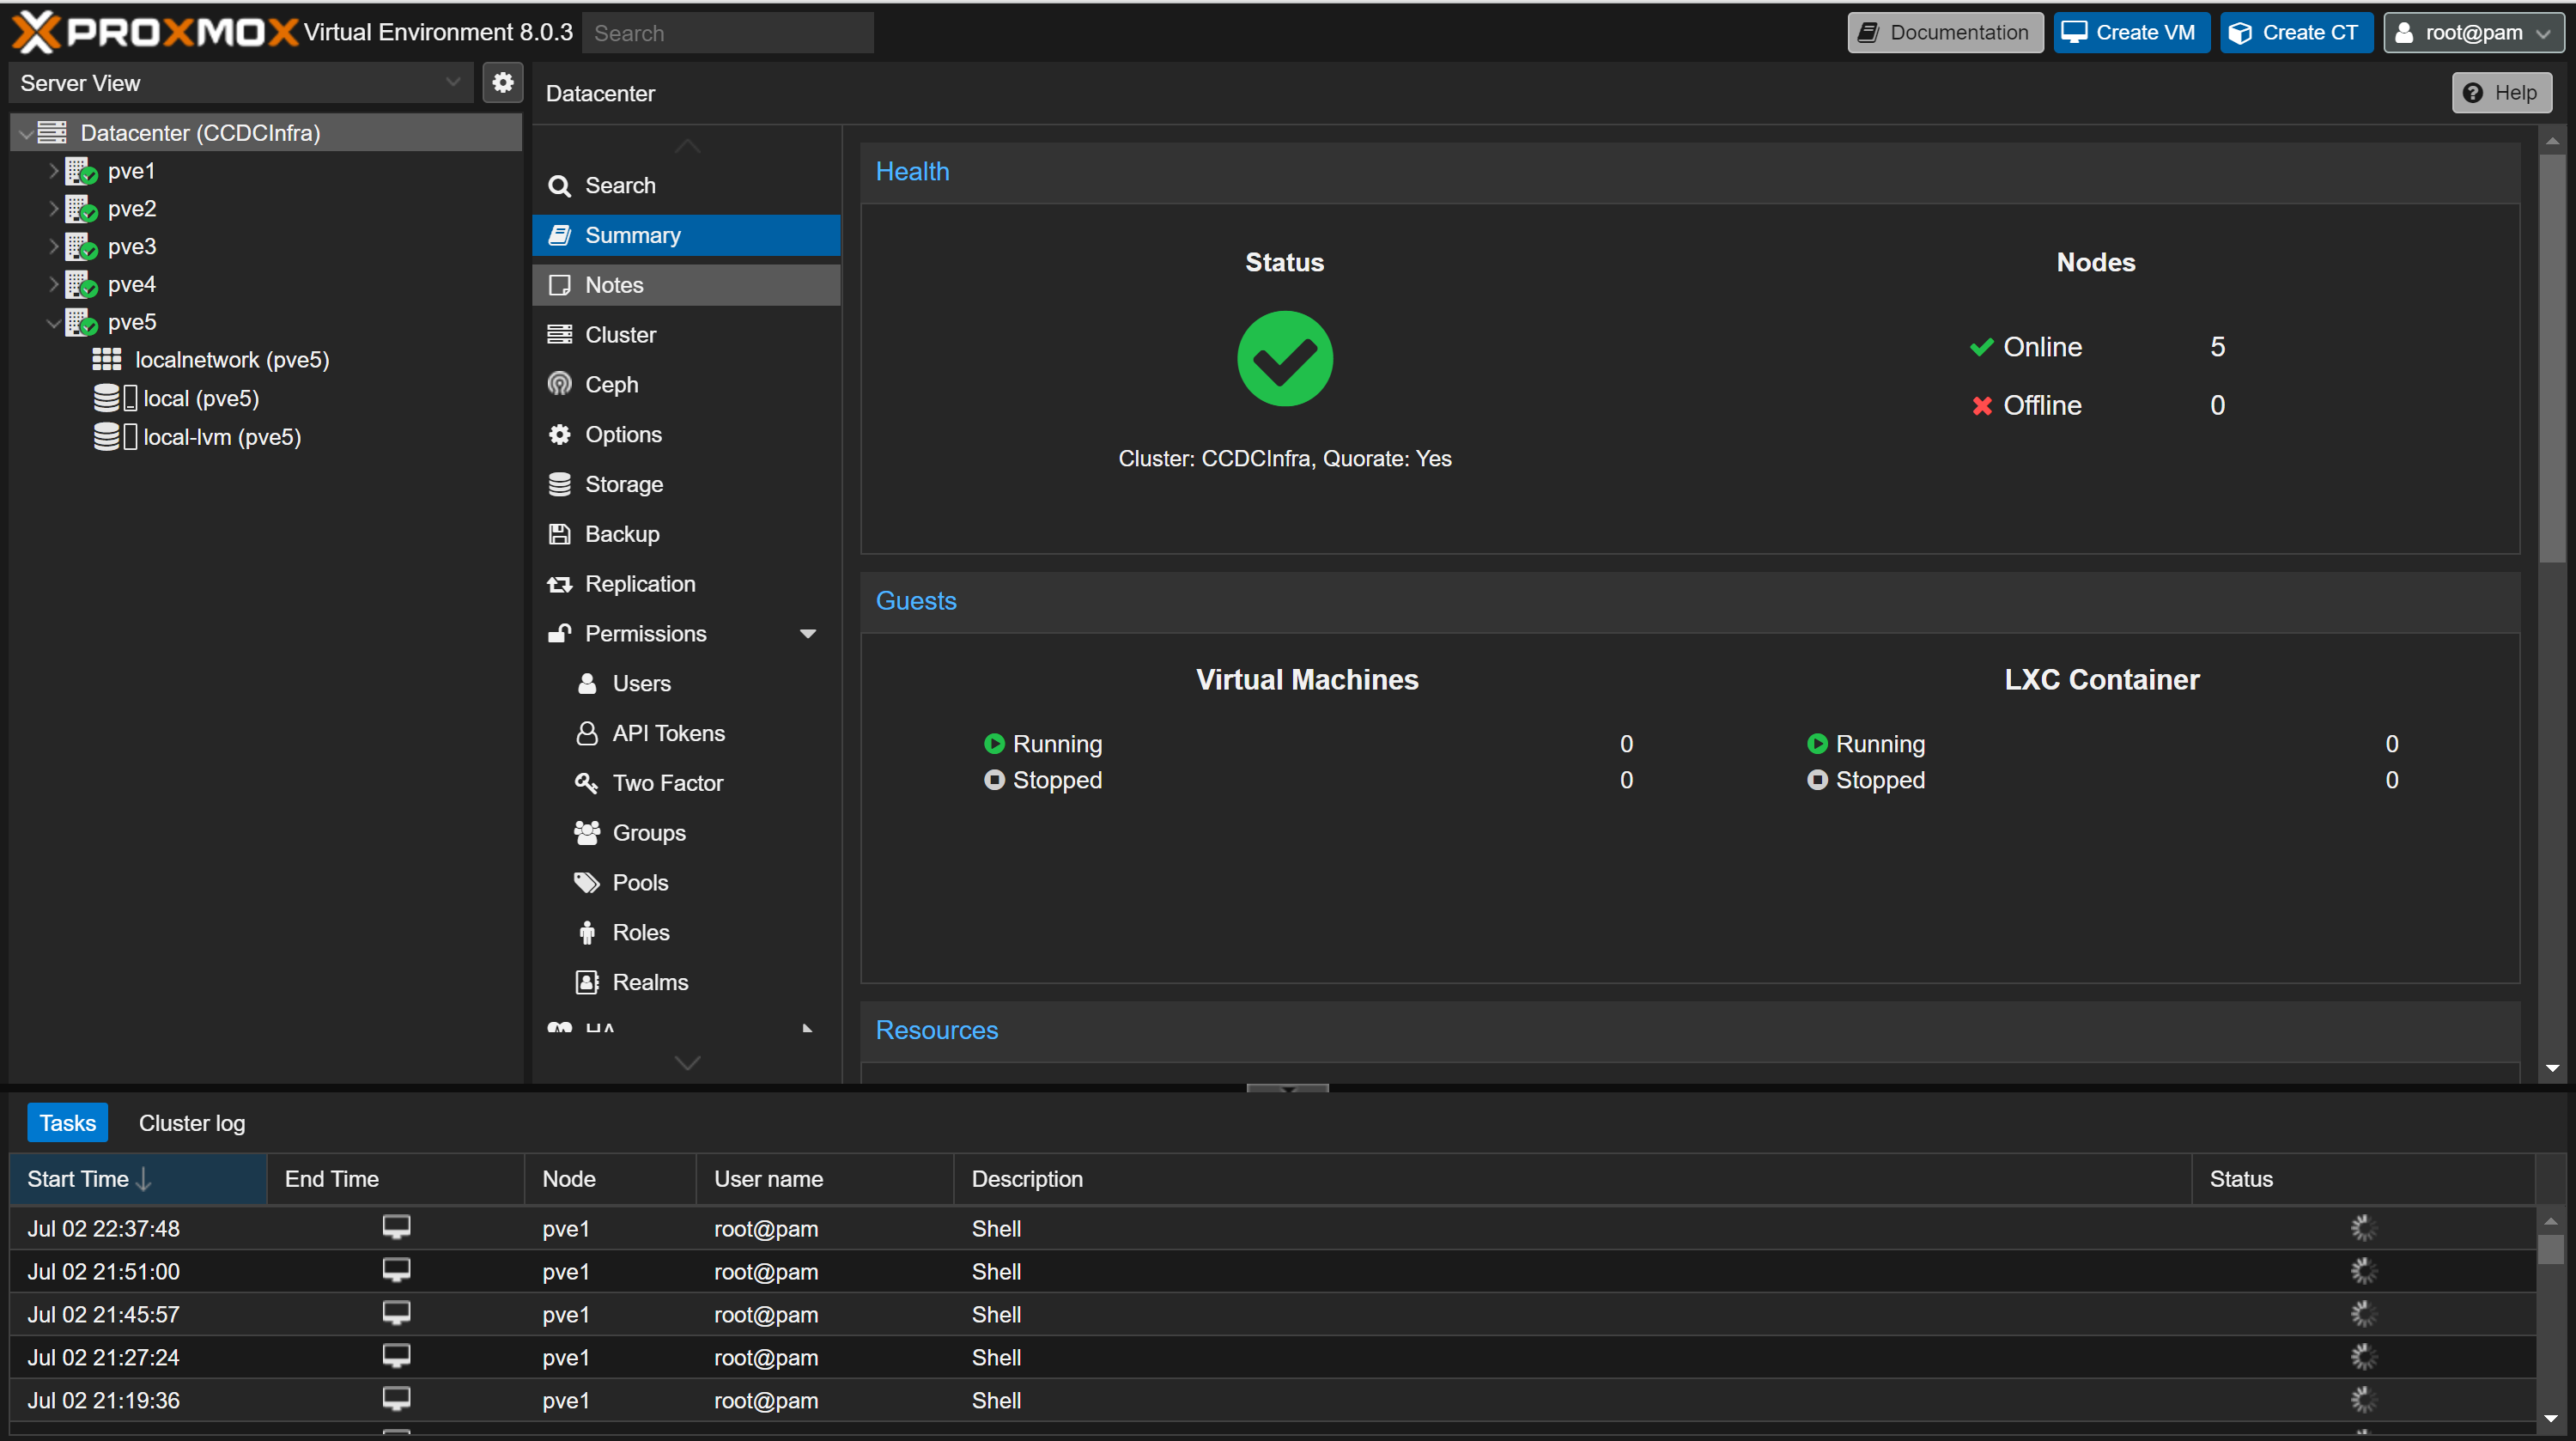 PROXMOX Virtual Environment 8.0.3 Search Documentation Create VM Create CT root@pam
Server View
Datacenter (CCDCInfra)
pve1
pve2
pve3
pve4
pve5
localnetwork (pve5)
local (pve5)
local-lvm (pve5)
Datacenter Help
Search
Summary
Notes
Cluster
Ceph
Options
Storage
Backup
Replication
Permissions
Users
API Tokens
Two Factor
Groups
Pools
Roles
Realms
HA
Health
Status Nodes
Online 5
Offline 0
Cluster: CCDCInfra, Quorate: Yes
Guests
Virtual Machines LXC Container
Running 0 Running 0
Stopped 0 Stopped 0
Resources
Tasks Cluster log
Start Time End Time Node User name Description Status
Jul 02 22:37:48 pve1 root@pam Shell
Jul 02 21:51:00 pve1 root@pam Shell
Jul 02 21:45:57 pve1 root@pam Shell
Jul 02 21:27:24 pve1 root@pam Shell
Jul 02 21:19:36 pve1 root@pam Shell